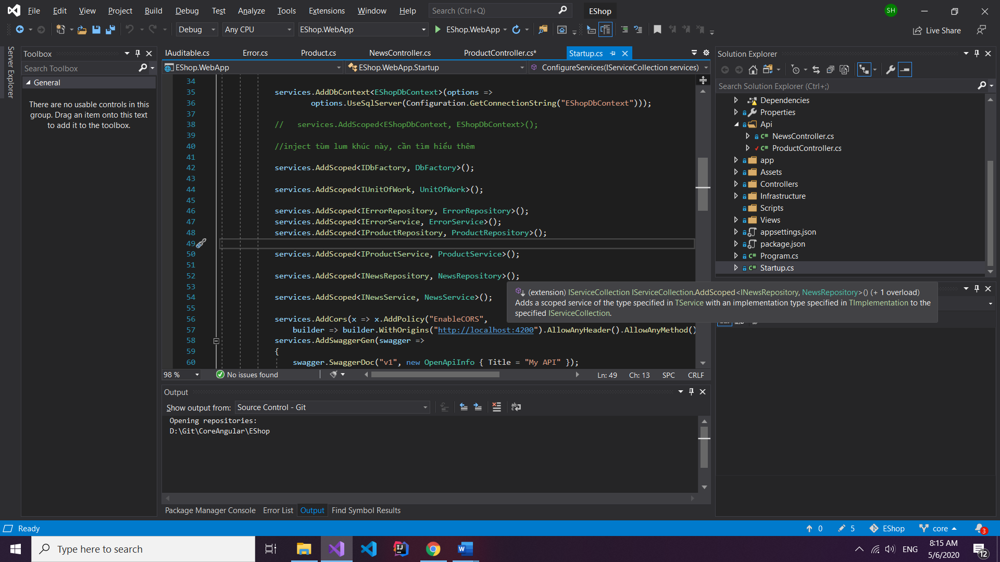 File Edit View Project Build Debug Test Analyze Tools Extensions Window Help Search (Ctrl+Q) EShop SH
Debug Any CPU EShop.WebApp EShop.WebApp Live Share
Server Explorer
Toolbox
Search Toolbox
General
There are no usable controls in this
group. Drag an item onto this text
to add it to the toolbox.
IAuditable.cs Error.cs Product.cs NewsController.cs ProductController.cs* Startup.cs
EShop.WebApp EShop.WebApp.Startup ConfigureServices(IServiceCollection services)
34
35 services.AddDbContext<EShopDbContext>(options =>
36 options.UseSqlServer(Configuration.GetConnectionString("EShopDbContext")));
37
38 // services.AddScoped<EShopDbContext, EShopDbContext>();
39
40 //inject tùm lum khúc này, cần tìm hiểu thêm
41
42 services.AddScoped<IDbFactory, DbFactory>();
43
44 services.AddScoped<IUnitOfWork, UnitOfWork>();
45
46 services.AddScoped<IErrorRepository, ErrorRepository>();
47 services.AddScoped<IErrorService, ErrorService>();
48 services.AddScoped<IProductRepository, ProductRepository>();
49
50 services.AddScoped<IProductService, ProductService>();
51
52 services.AddScoped<INewsRepository, NewsRepository>();
53
54 services.AddScoped<INewsService, NewsService>();
55
56 services.AddCors(x => x.AddPolicy("EnableCORS",
57 builder => builder.WithOrigins("http://localhost:4200").AllowAnyHeader().AllowAnyMethod()
58 services.AddSwaggerGen(swagger =>
59 {
60 swagger.SwaggerDoc("v1", new OpenApiInfo { Title = "My API" });
(extension) IServiceCollection IServiceCollection.AddScoped<INewsRepository, NewsRepository>() (+ 1 overload)
Adds a scoped service of the type specified in TService with an implementation type specified in TImplementation to the
specified IServiceCollection.
98 % No issues found Ln: 49 Ch: 13 SPC CRLF
Output
Show output from: Source Control - Git
Opening repositories:
D:\Git\CoreAngular\EShop
Package Manager Console Error List Output Find Symbol Results
Solution Explorer
Search Solution Explorer (Ctrl+;)
Dependencies
Properties
Api
C# NewsController.cs
C# ProductController.cs
app
Assets
Controllers
Infrastructure
Scripts
Views
appsettings.json
package.json
C# Program.cs
C# Startup.cs
Ready 0 5 EShop core 3
Type here to search ENG 8:15 AM
5/6/2020 12